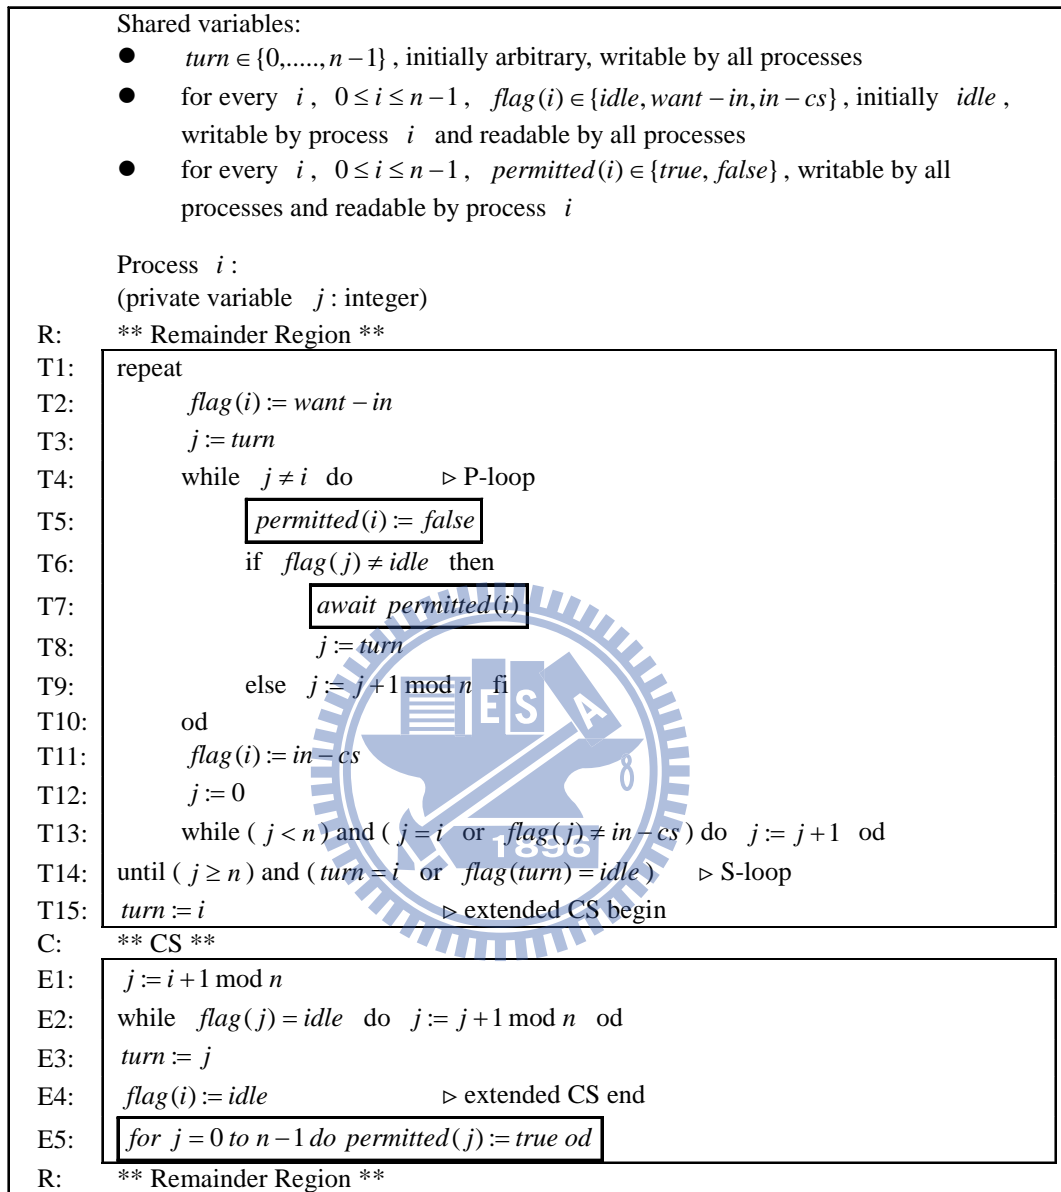 Shared variables:
● turn ∈ {0,.....,n−1}, initially arbitrary, writable by all processes
● for every i, 0 ≤ i ≤ n−1, flag(i) ∈ {idle, want−in, in−cs}, initially idle,
writable by process i and readable by all processes
● for every i, 0 ≤ i ≤ n−1, permitted(i) ∈ {true, false}, writable by all
processes and readable by process i
Process i:
(private variable j: integer)
R: ** Remainder Region **
T1: repeat
T2: flag(i) := want−in
T3: j := turn
T4: while j ≠ i do ▷ P-loop
T5: permitted(i) := false
T6: if flag(j) ≠ idle then
T7: await permitted(i)
T8: j := turn
T9: else j := j+1 mod n fi
T10: od
T11: flag(i) := in−cs
T12: j := 0
T13: while (j < n) and (j = i or flag(j) ≠ in−cs) do j := j+1 od
T14: until (j ≥ n) and (turn = i or flag(turn) = idle) ▷ S-loop
T15: turn := i ▷ extended CS begin
C: ** CS **
E1: j := i+1 mod n
E2: while flag(j) = idle do j := j+1 mod n od
E3: turn := j
E4: flag(i) := idle ▷ extended CS end
E5: for j = 0 to n−1 do permitted(j) := true od
R: ** Remainder Region **
ESA
1896